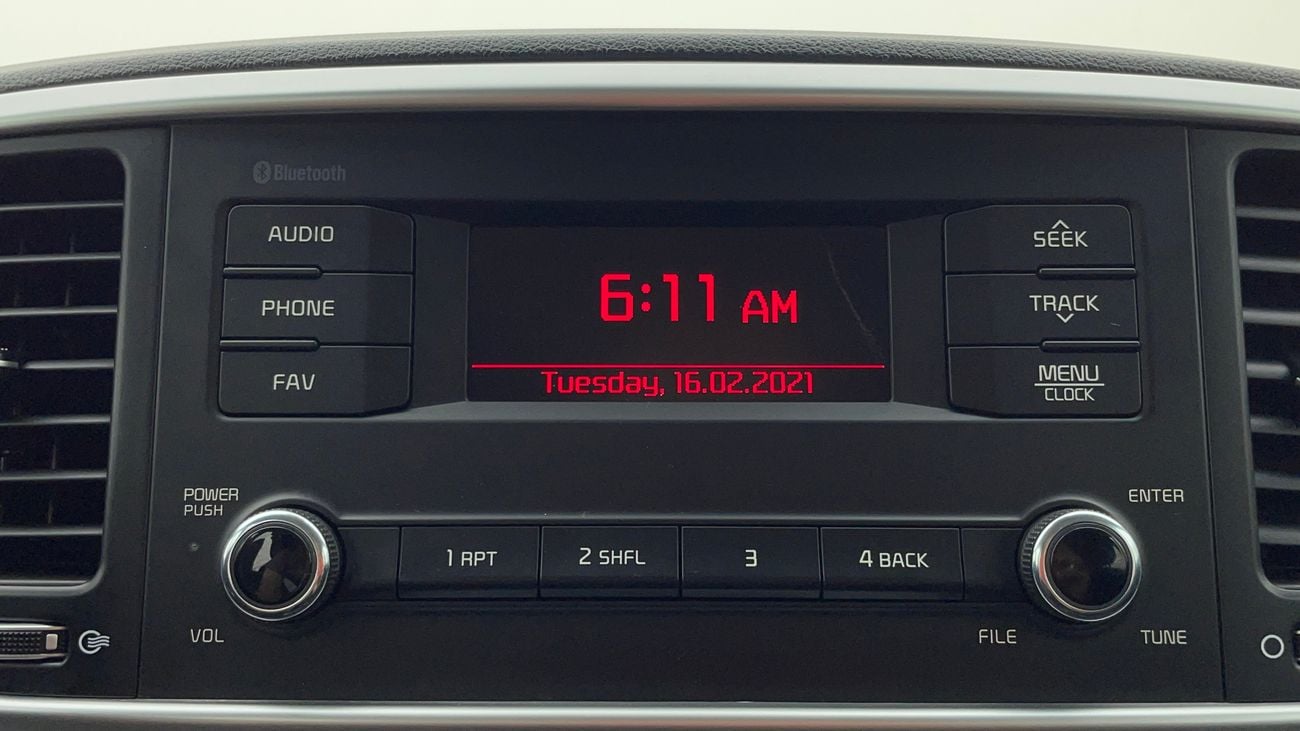 Bluetooth
AUDIO
PHONE
FAV
6:11 AM
Tuesday, 16.02.2021
SEEK
TRACK
MENU
CLOCK
POWER
PUSH
VOL
1 RPT
2 SHFL
3
4 BACK
ENTER
FILE
TUNE